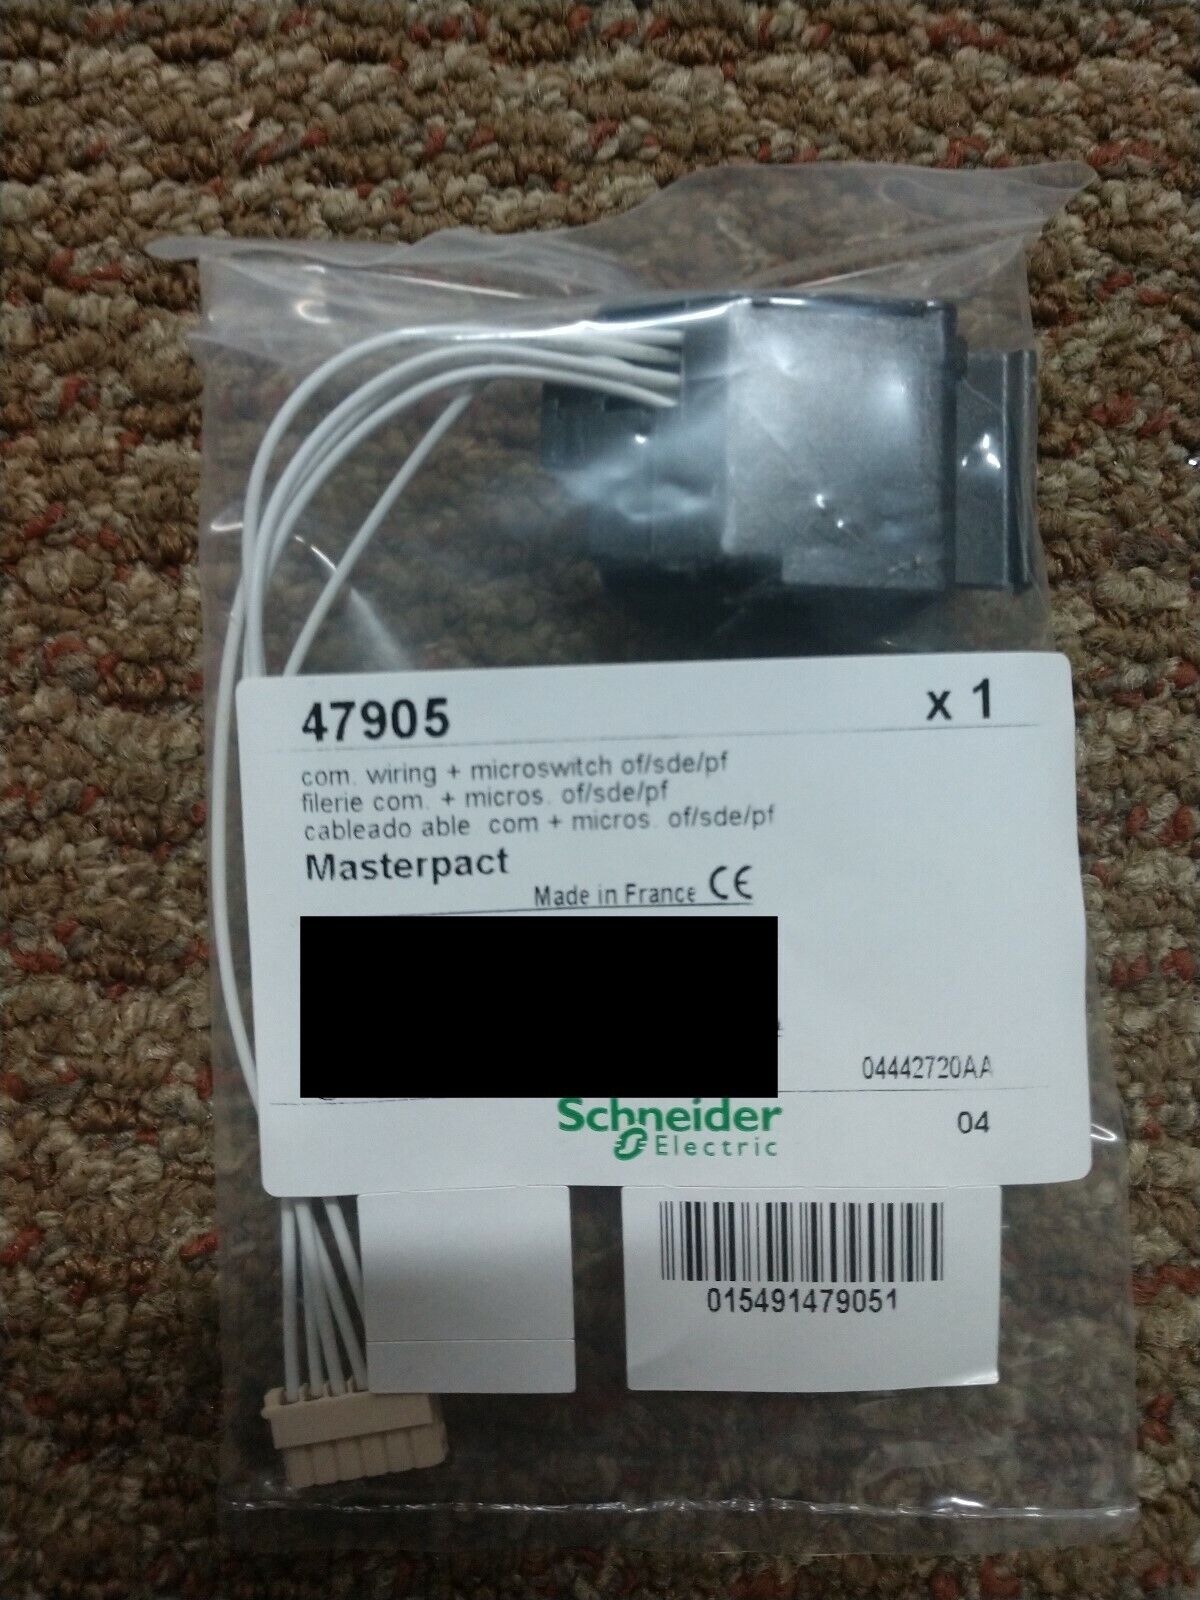 47905 x 1
com. wiring + microswitch of/sde/pf
filerie com. + micros. of/sde/pf
cableado able com + micros. of/sde/pf
Masterpact
Made in France CE
04442720AA
Schneider
Electric
04
015491479051